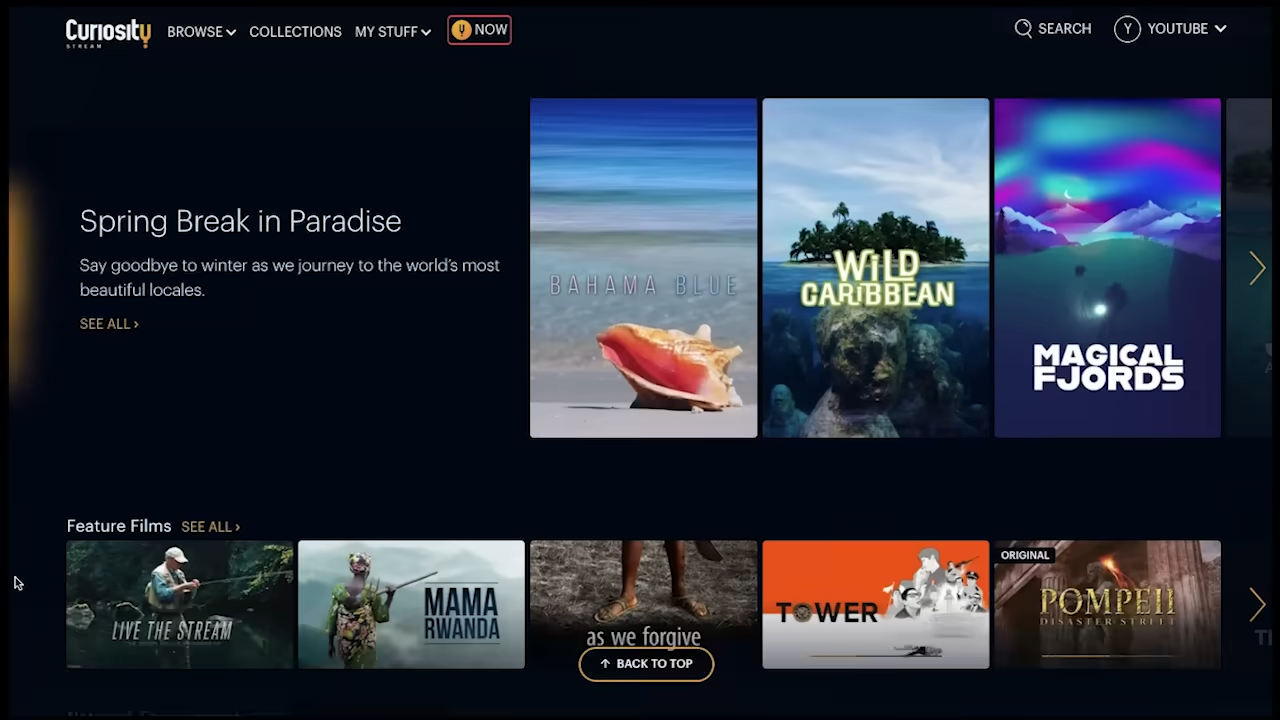 Curiosity
STREAM
BROWSE
COLLECTIONS
MY STUFF
NOW
SEARCH
Y
YOUTUBE
Spring Break in Paradise
Say goodbye to winter as we journey to the world's most
beautiful locales.
SEE ALL ›
BAHAMA BLUE
WiLD
CARiBBEAN
MAGICAL
FJORDS
Feature Films
SEE ALL ›
LIVE THE STREAM
MAMA
RWANDA
as we forgive
TOWER
ORIGINAL
POMPEII
DISASTER STREET
↑ BACK TO TOP